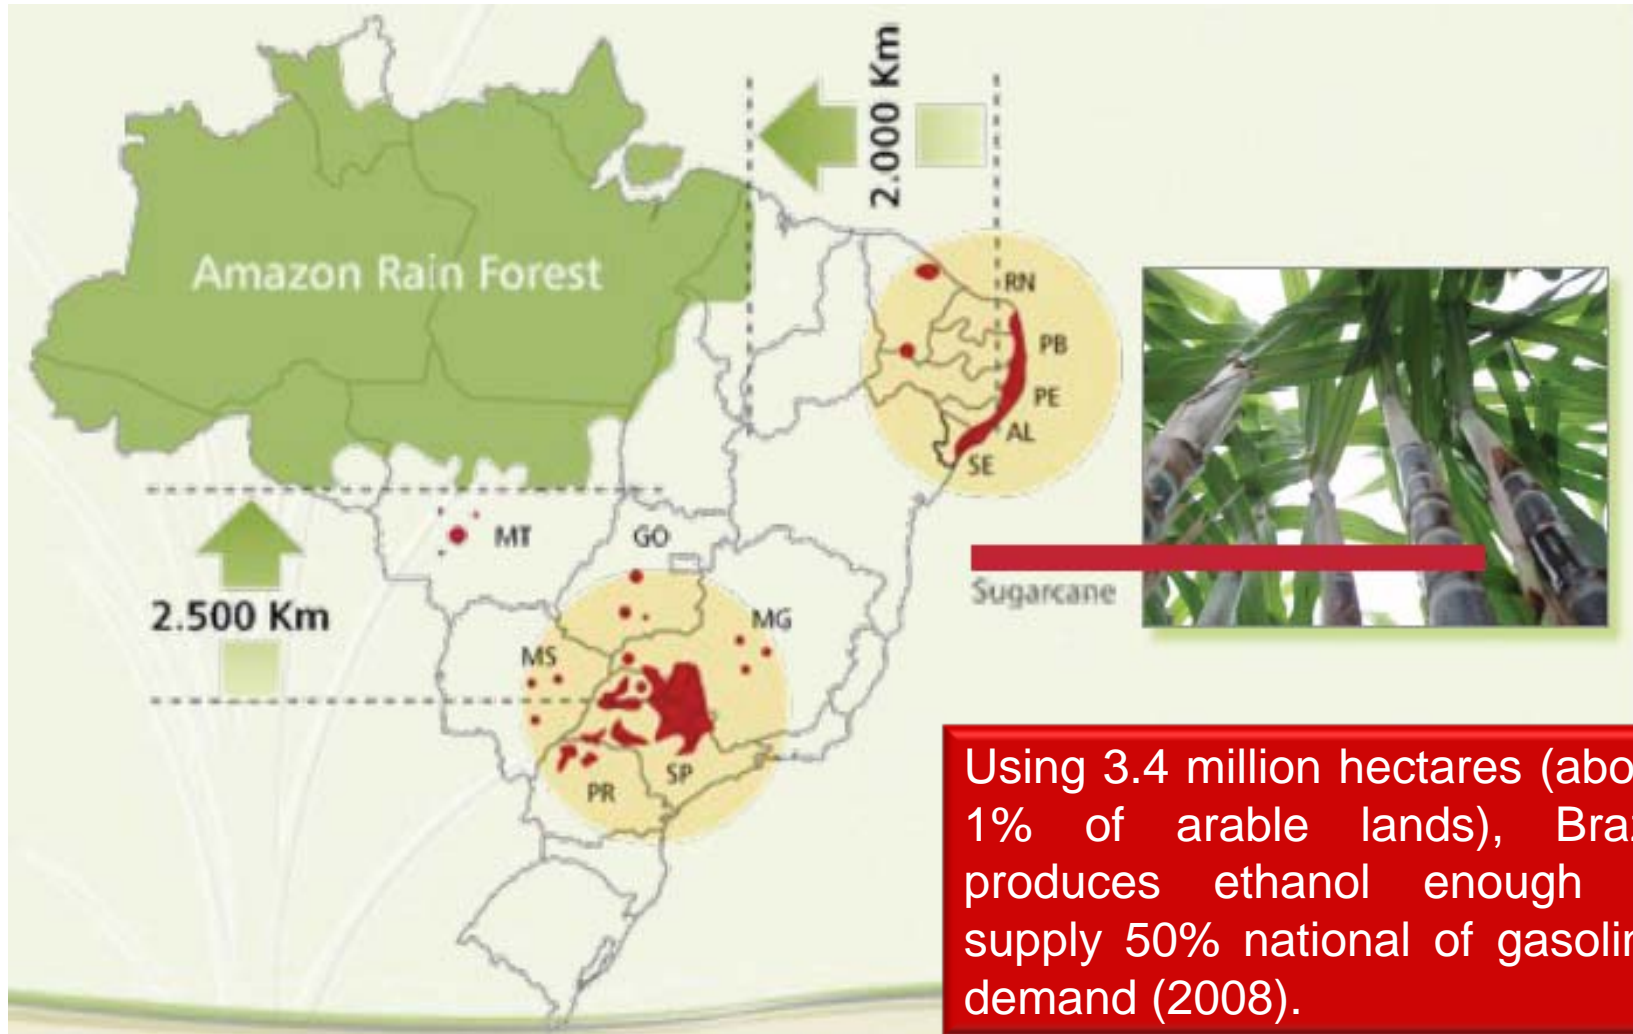 2.000 Km
Amazon Rain Forest
RN
PB
PE
AL
SE
MT
GO
2.500 Km
MG
MS
Sugarcane
SP
PR
Using 3.4 million hectares (abo
1% of arable lands), Braz
produces ethanol enough
supply 50% national of gasolin
demand (2008).